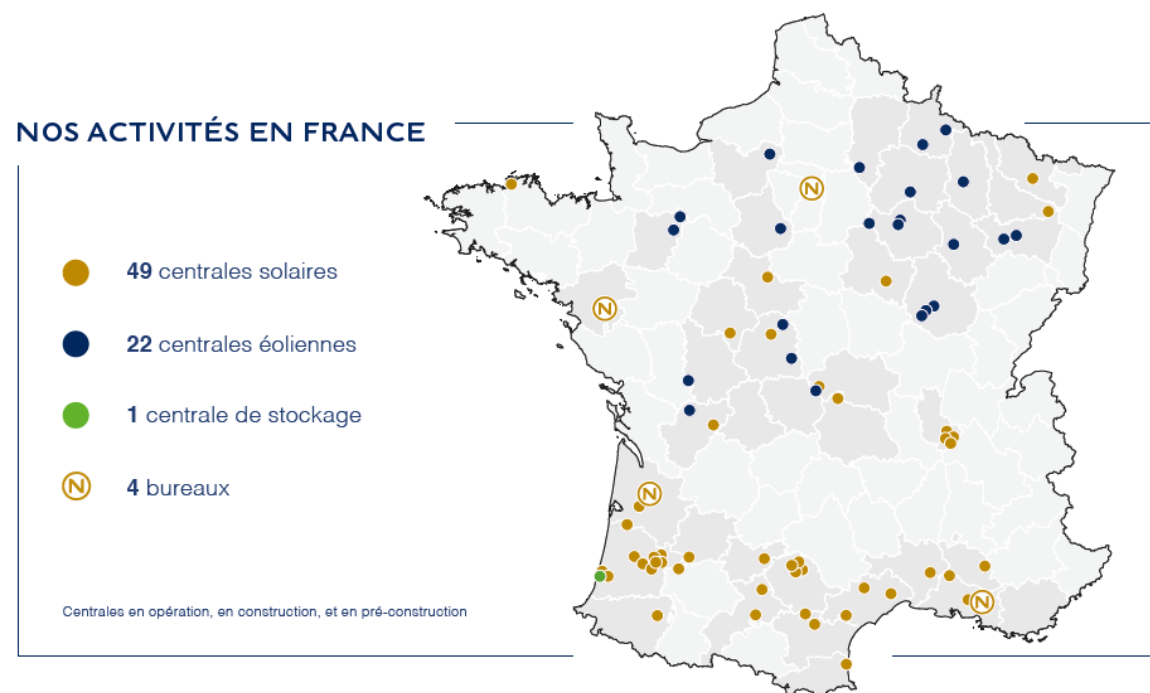 NOS ACTIVITÉS EN FRANCE
49 centrales solaires
22 centrales éoliennes
1 centrale de stockage
N 4 bureaux
Centrales en opération, en construction, et en pré-construction
N
N
N
N